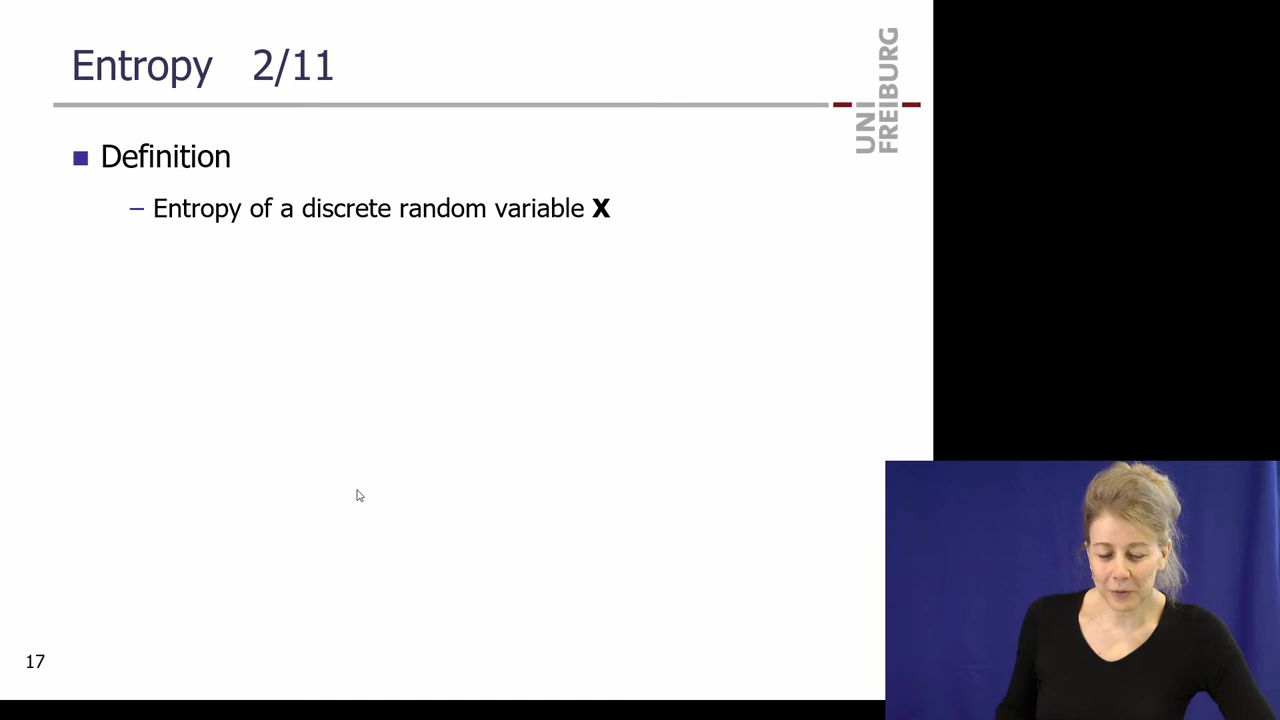 Entropy 2/11
UNI
FREIBURG
■ Definition
– Entropy of a discrete random variable X
17